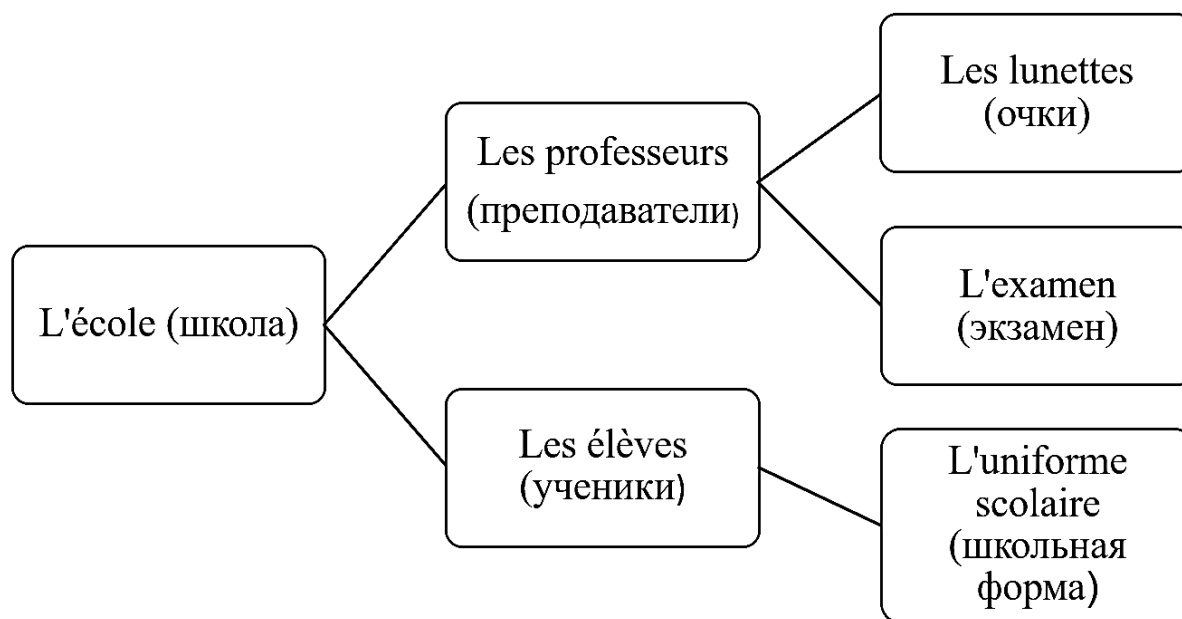 L'école (школа)
Les professeurs
(преподаватели)
Les élèves
(ученики)
Les lunettes
(очки)
L'examen
(экзамен)
L'uniforme
scolaire
(школьная
форма)